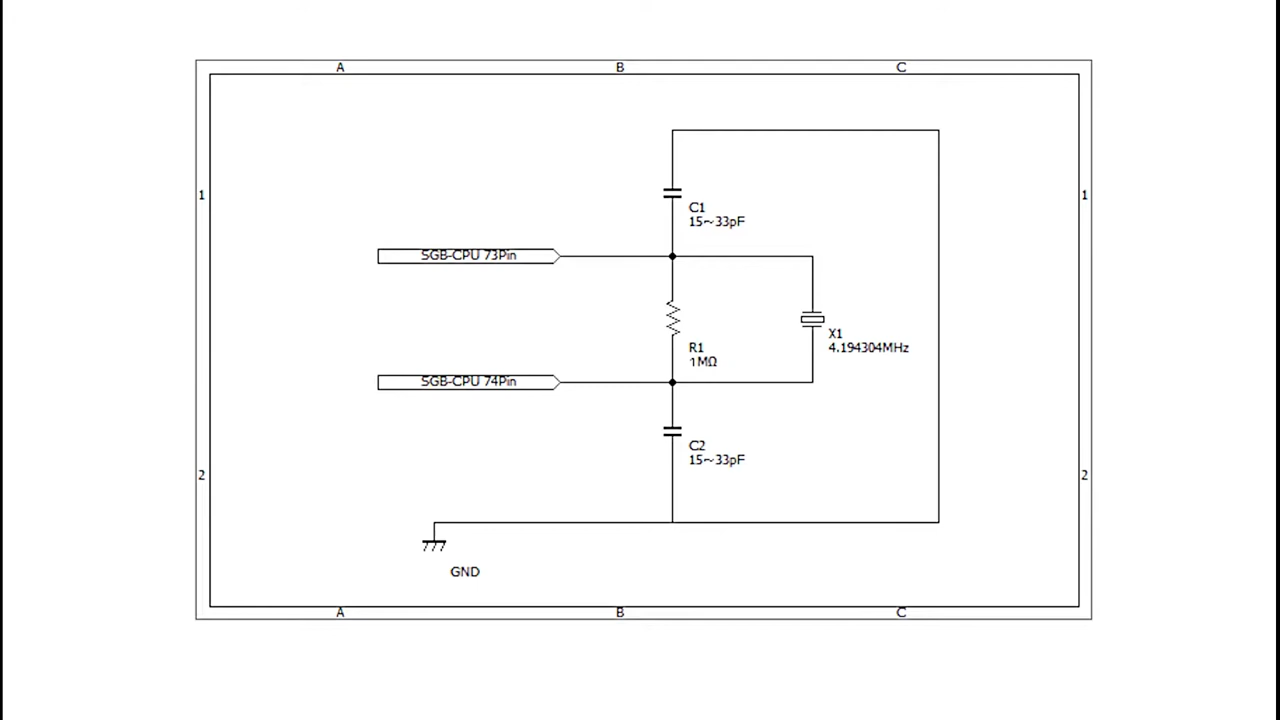 A B C
1 1
C1
15~33pF
SGB-CPU 73Pin
X1
4.194304MHz
R1
1MΩ
SGB-CPU 74Pin
C2
15~33pF
2 2
GND
A B C